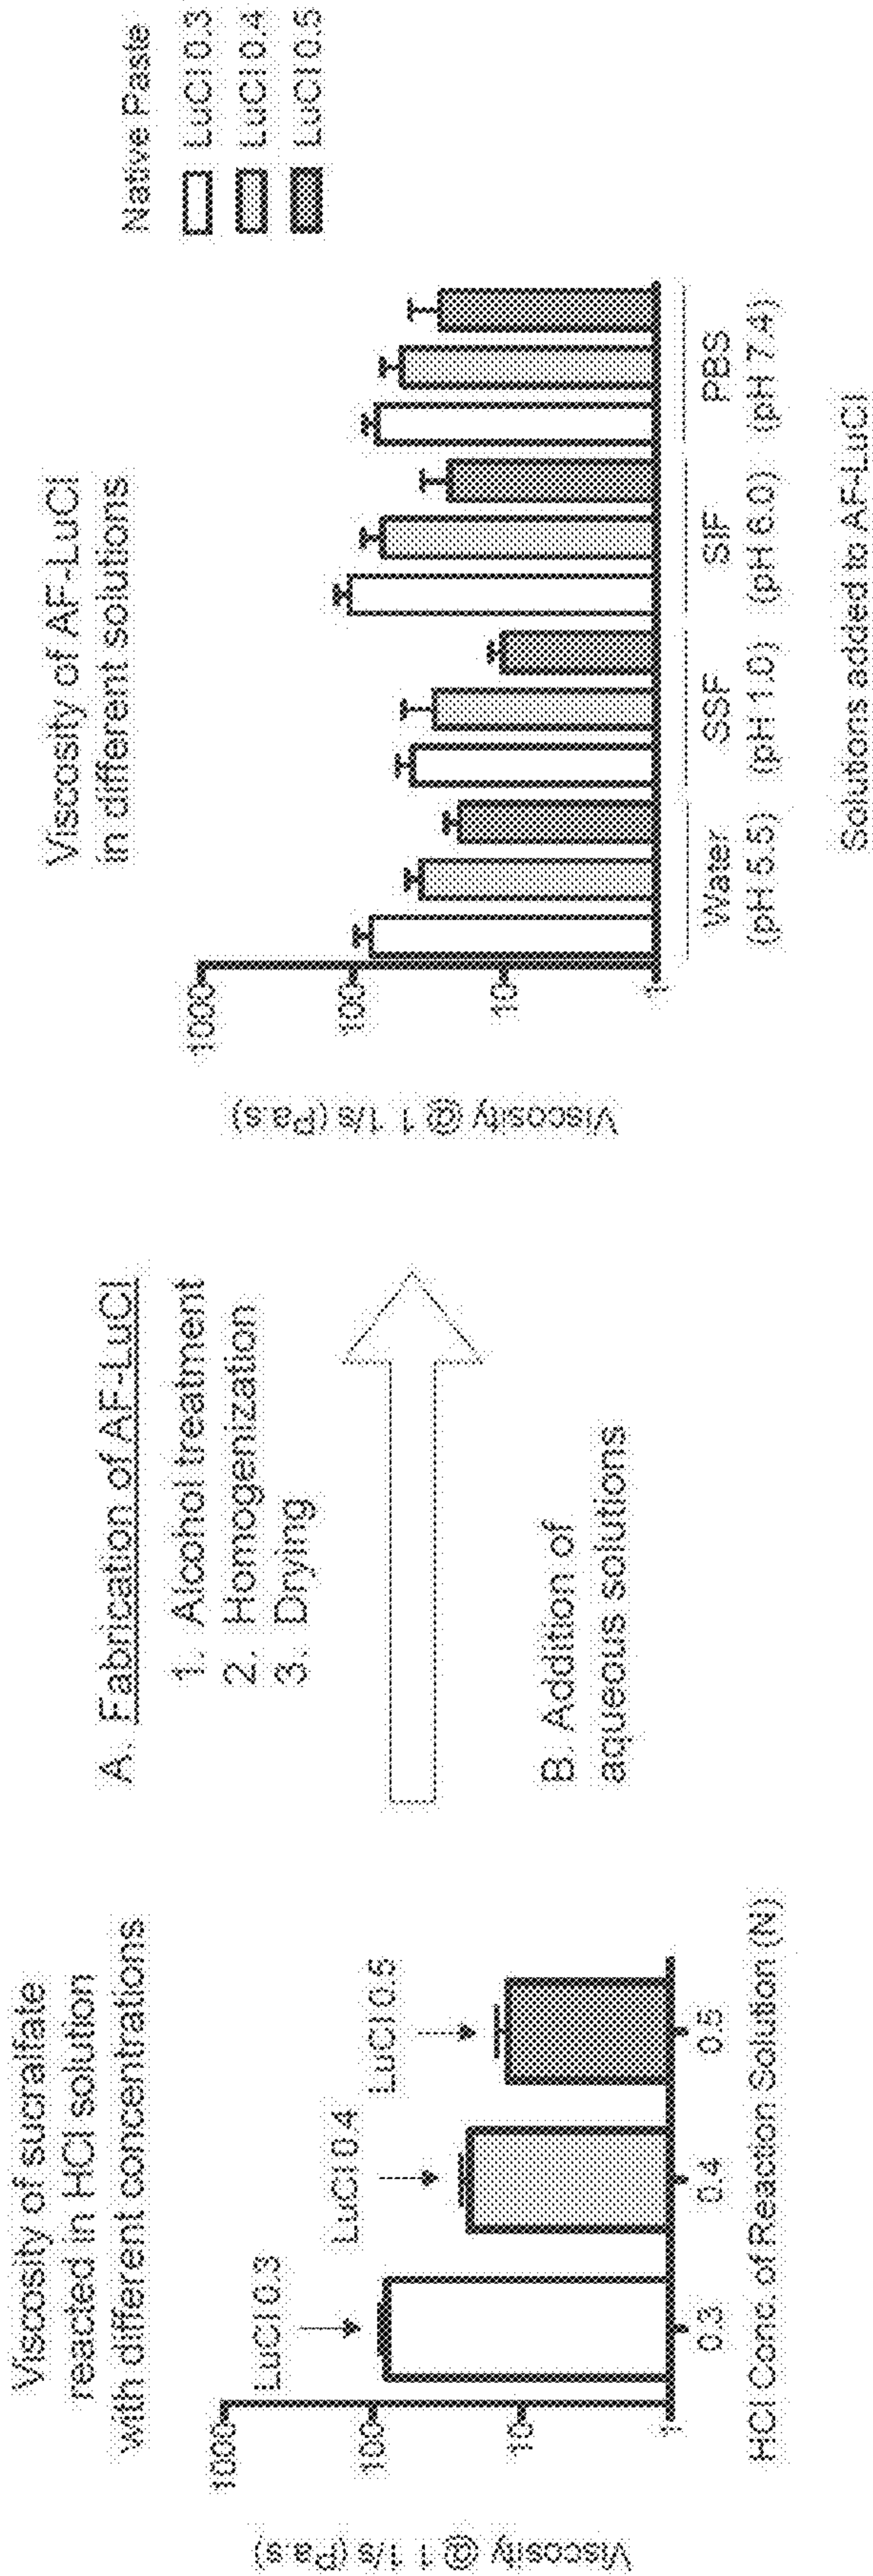 Viscosity of sucralfate
reacted in HCl solution
with different concentrations
Viscosity @ 1 1/s (Pa.s)
1000
100
10
1
LuCl 0.3
LuCl 0.4
LuCl 0.5
0.3
0.4
0.5
HCl Conc. of Reaction Solution (N)
A. Fabrication of AF-LuCl
1. Alcohol treatment
2. Homogenization
3. Drying
B. Addition of
aqueous solutions
Viscosity of AF-LuCl
in different solutions
Viscosity @ 1 1/s (Pa.s)
1000
100
10
1
Water
(pH 5.5)
SSF
(pH 1.0)
SIF
(pH 6.0)
PBS
(pH 7.4)
Solutions added to AF-LuCl
Native Paste
LuCl 0.3
LuCl 0.4
LuCl 0.5